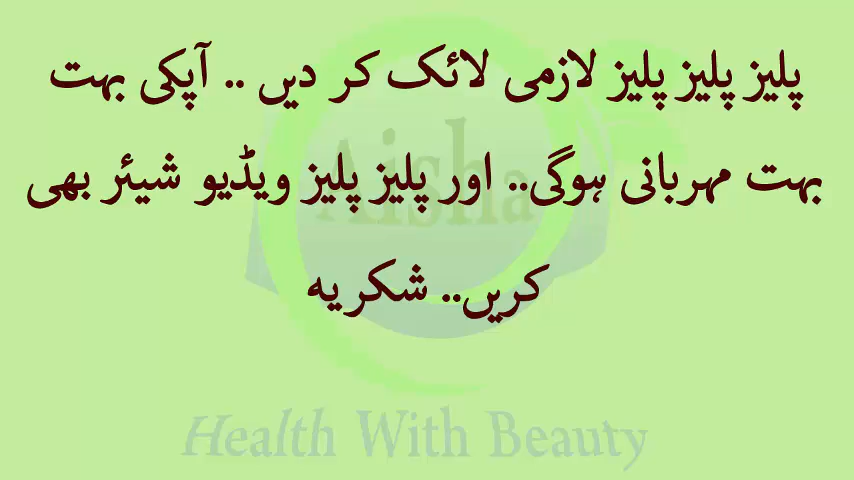 پلیز پلیز پلیز لازمی لائک کر دیں .. آپکی بہت
بہت مہربانی ہوگی.. اور پلیز پلیز ویڈیو شیئر بھی
کریں.. شکریہ
Aisha
Health With Beauty